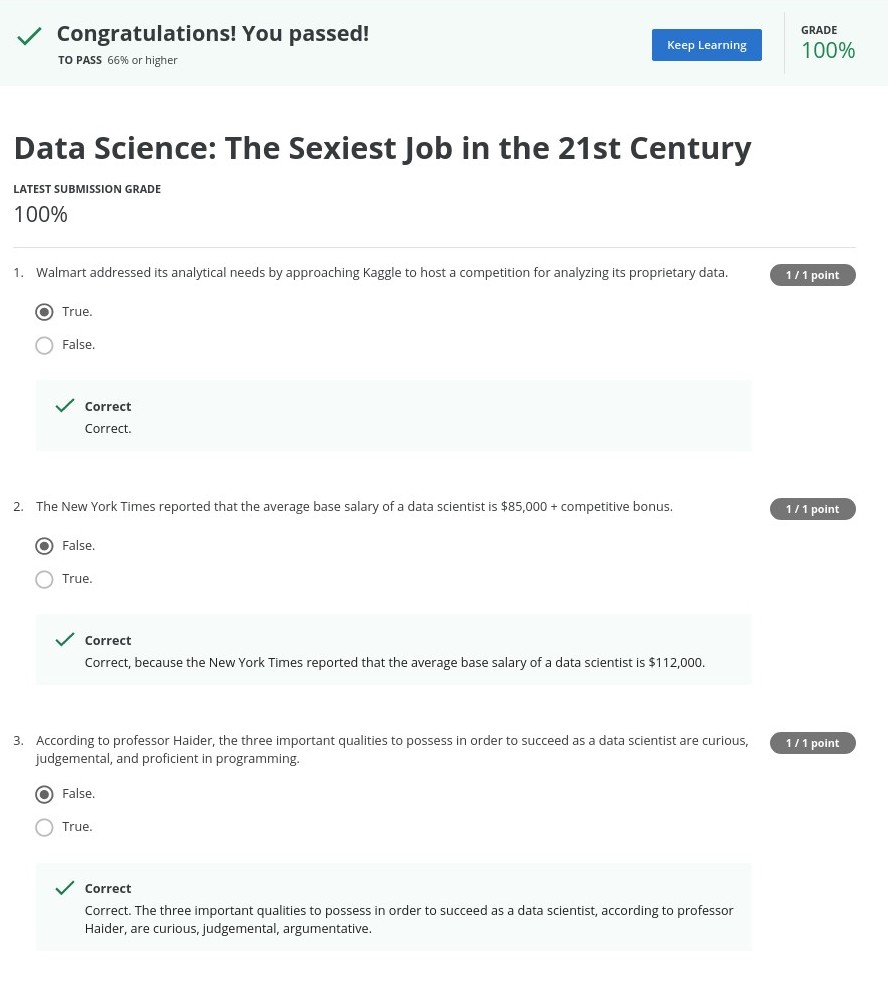 Congratulations! You passed!
TO PASS 66% or higher
Keep Learning
GRADE
100%
Data Science: The Sexiest Job in the 21st Century
LATEST SUBMISSION GRADE
100%
1. Walmart addressed its analytical needs by approaching Kaggle to host a competition for analyzing its proprietary data.
1 / 1 point
True.
False.
Correct
Correct.
2. The New York Times reported that the average base salary of a data scientist is $85,000 + competitive bonus.
1 / 1 point
False.
True.
Correct
Correct, because the New York Times reported that the average base salary of a data scientist is $112,000.
3. According to professor Haider, the three important qualities to possess in order to succeed as a data scientist are curious,
judgemental, and proficient in programming.
1 / 1 point
False.
True.
Correct
Correct. The three important qualities to possess in order to succeed as a data scientist, according to professor
Haider, are curious, judgemental, argumentative.